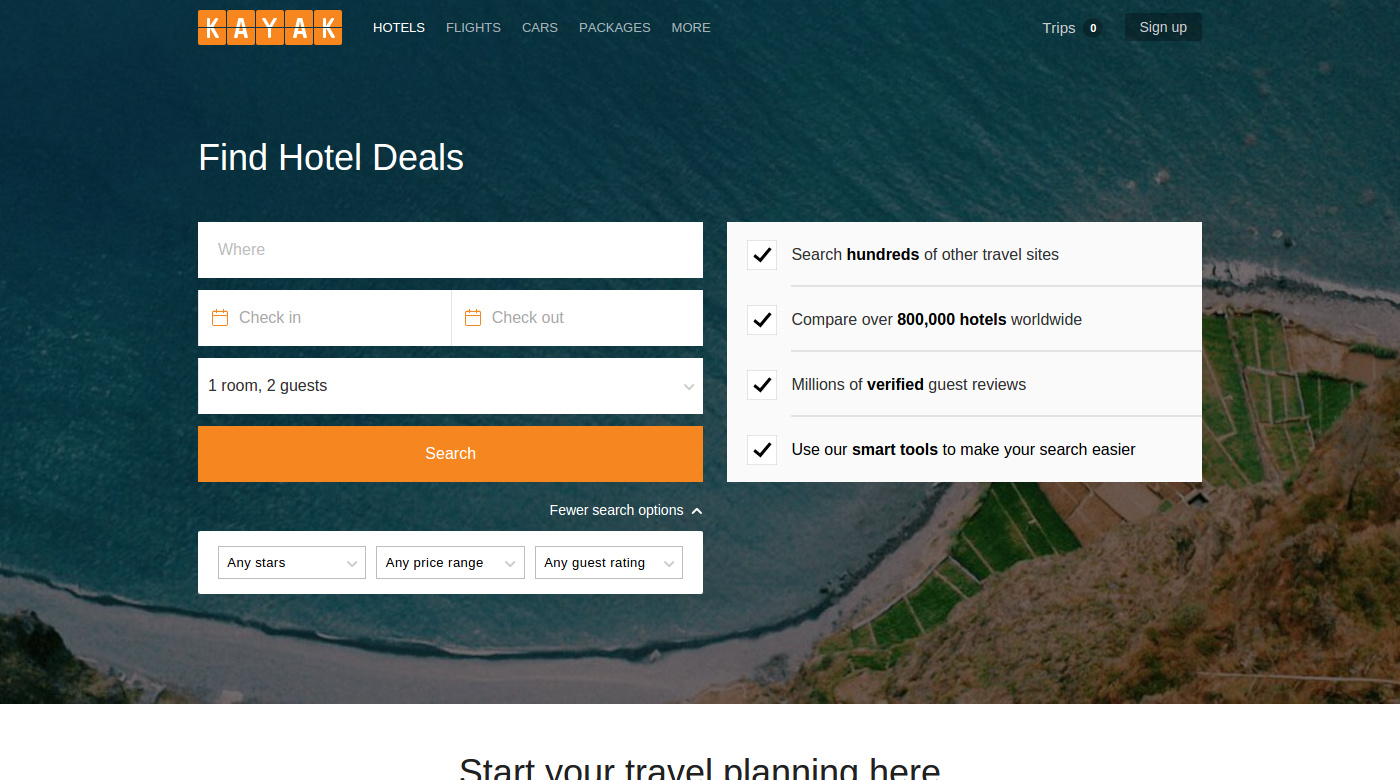 KAYAK HOTELS FLIGHTS CARS PACKAGES MORE Trips 0 Sign up
Find Hotel Deals
Where
Check in Check out
1 room, 2 guests
Search
Fewer search options
Any stars Any price range Any guest rating
Search hundreds of other travel sites
Compare over 800,000 hotels worldwide
Millions of verified guest reviews
Use our smart tools to make your search easier
Start your travel planning here